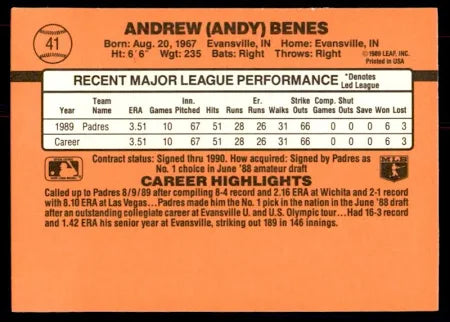 41
ANDREW (ANDY) BENES
Born: Aug. 20, 1967 Evansville, IN Home: Evansville, IN
Ht: 6'6" Wgt: 235 Bats: Right Throws: Right
©1989 LEAF, INC.
Printed in USA
RECENT MAJOR LEAGUE PERFORMANCE *Denotes Led League
Year Team Name ERA Games Inn. Pitched Hits Runs Er. Runs Walks Strike Outs Comp. Games Shut Outs Save Won Lost
1989 Padres 3.51 10 67 51 28 26 31 66 0 0 0 6 3
Career 3.51 10 67 51 28 26 31 66 0 0 0 6 3
Contract status: Signed thru 1990. How acquired: Signed by Padres as
No. 1 choice in June '88 amateur draft
MLS
CAREER HIGHLIGHTS
Called up to Padres 8/9/89 after compiling 8-4 record and 2.16 ERA at Wichita and 2-1 record
with 8.10 ERA at Las Vegas...Padres made him the No. 1 pick in the nation in the June '88 draft
after an outstanding collegiate career at Evansville U. and U.S. Olympic tour...Had 16-3 record
and 1.42 ERA his senior year at Evansville, striking out 189 in 146 innings.